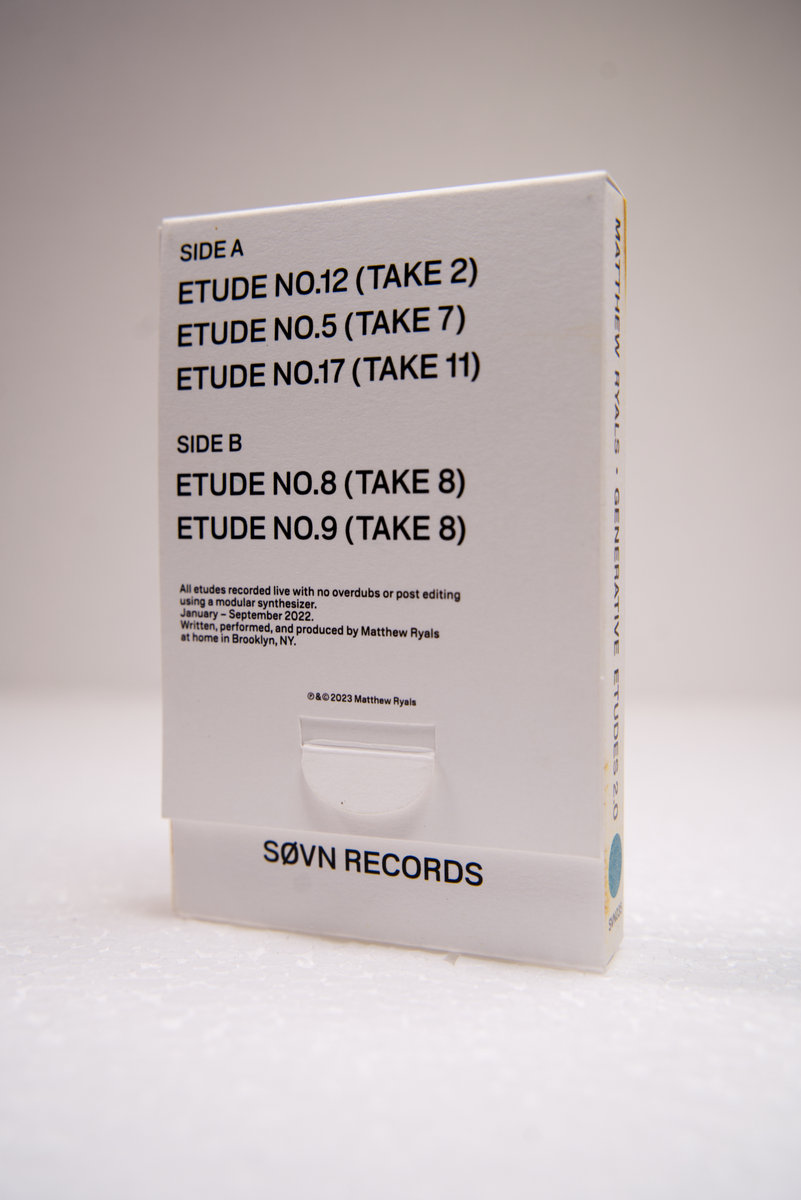 SIDE A
ETUDE NO.12 (TAKE 2)
ETUDE NO.5 (TAKE 7)
ETUDE NO.17 (TAKE 11)
SIDE B
ETUDE NO.8 (TAKE 8)
ETUDE NO.9 (TAKE 8)
All etudes recorded live with no overdubs or post editing
using a modular synthesizer.
January – September 2022.
Written, performed, and produced by Matthew Ryals
at home in Brooklyn, NY.
℗&© 2023 Matthew Ryals
SØVN RECORDS
MATTHEW RYALS · GENERATIVE ETUDES 2.0